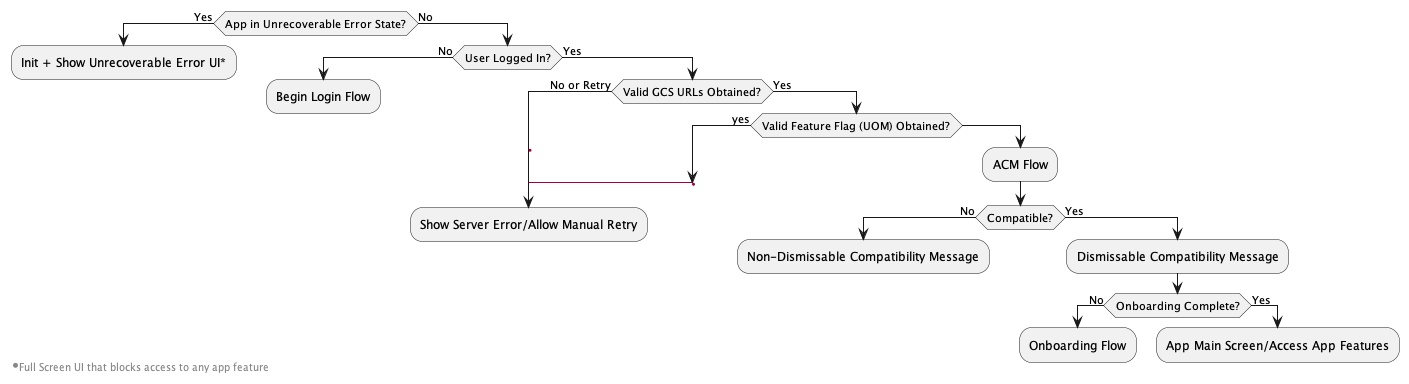 Yes
App in Unrecoverable Error State?
No
Init + Show Unrecoverable Error UI*
No
User Logged In?
Yes
Begin Login Flow
No or Retry
Valid GCS URLs Obtained?
Yes
yes
Valid Feature Flag (UOM) Obtained?
ACM Flow
Show Server Error/Allow Manual Retry
No
Compatible?
Yes
Non-Dismissable Compatibility Message
Dismissable Compatibility Message
No
Onboarding Complete?
Yes
Onboarding Flow
App Main Screen/Access App Features
*Full Screen UI that blocks access to any app feature